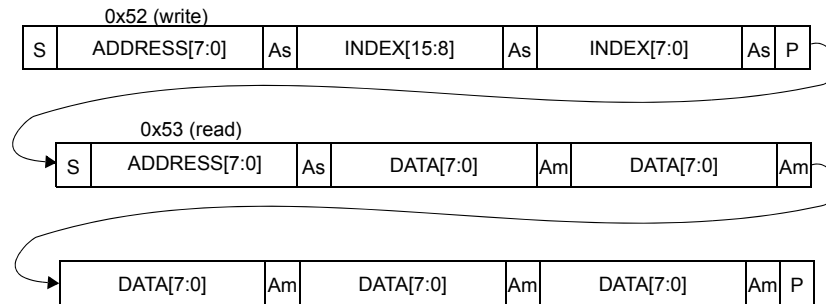 0x52 (write)
S ADDRESS[7:0] As INDEX[15:8] As INDEX[7:0] As P
0x53 (read)
S ADDRESS[7:0] As DATA[7:0] Am DATA[7:0] Am
DATA[7:0] Am DATA[7:0] Am DATA[7:0] Am P